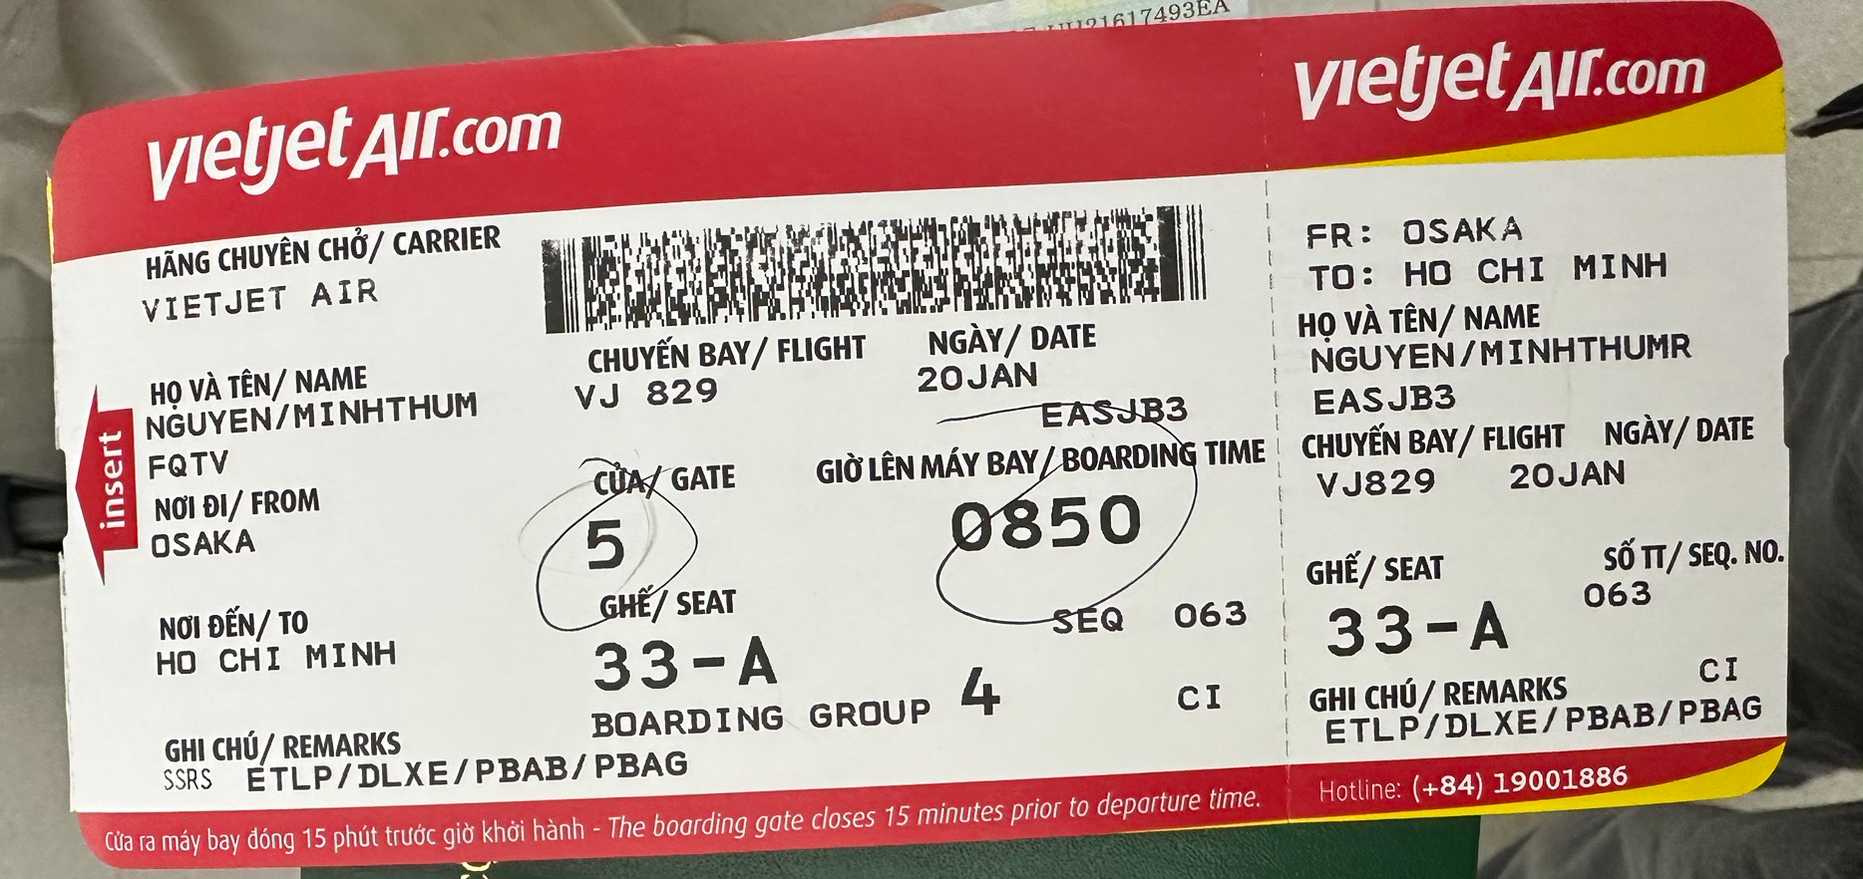 UH21617493EA
vietjetAir.com
HÃNG CHUYÊN CHỞ/ CARRIER
VIETJET AIR
HỌ VÀ TÊN/ NAME
NGUYEN/MINHTHUM
FQTV
NƠI ĐI/ FROM
OSAKA
NƠI ĐẾN/ TO
HO CHI MINH
GHI CHÚ/ REMARKS
SSRS ETLP/DLXE/PBAB/PBAG
insert
CHUYẾN BAY/ FLIGHT NGÀY/ DATE
VJ 829 20JAN
EASJB3
CỬA/ GATE GIỜ LÊN MÁY BAY/ BOARDING TIME
5 0850
GHẾ/ SEAT SEQ 063
33-A
BOARDING GROUP 4 CI
Cửa ra máy bay đóng 15 phút trước giờ khởi hành - The boarding gate closes 15 minutes prior to departure time.
vietjetAir.com
FR: OSAKA
TO: HO CHI MINH
HỌ VÀ TÊN/ NAME
NGUYEN/MINHTHUMR
EASJB3
CHUYẾN BAY/ FLIGHT NGÀY/ DATE
VJ829 20JAN
GHẾ/ SEAT SỐ TT/ SEQ. NO.
33-A 063
CI
GHI CHÚ/ REMARKS
ETLP/DLXE/PBAB/PBAG
Hotline: (+84) 19001886